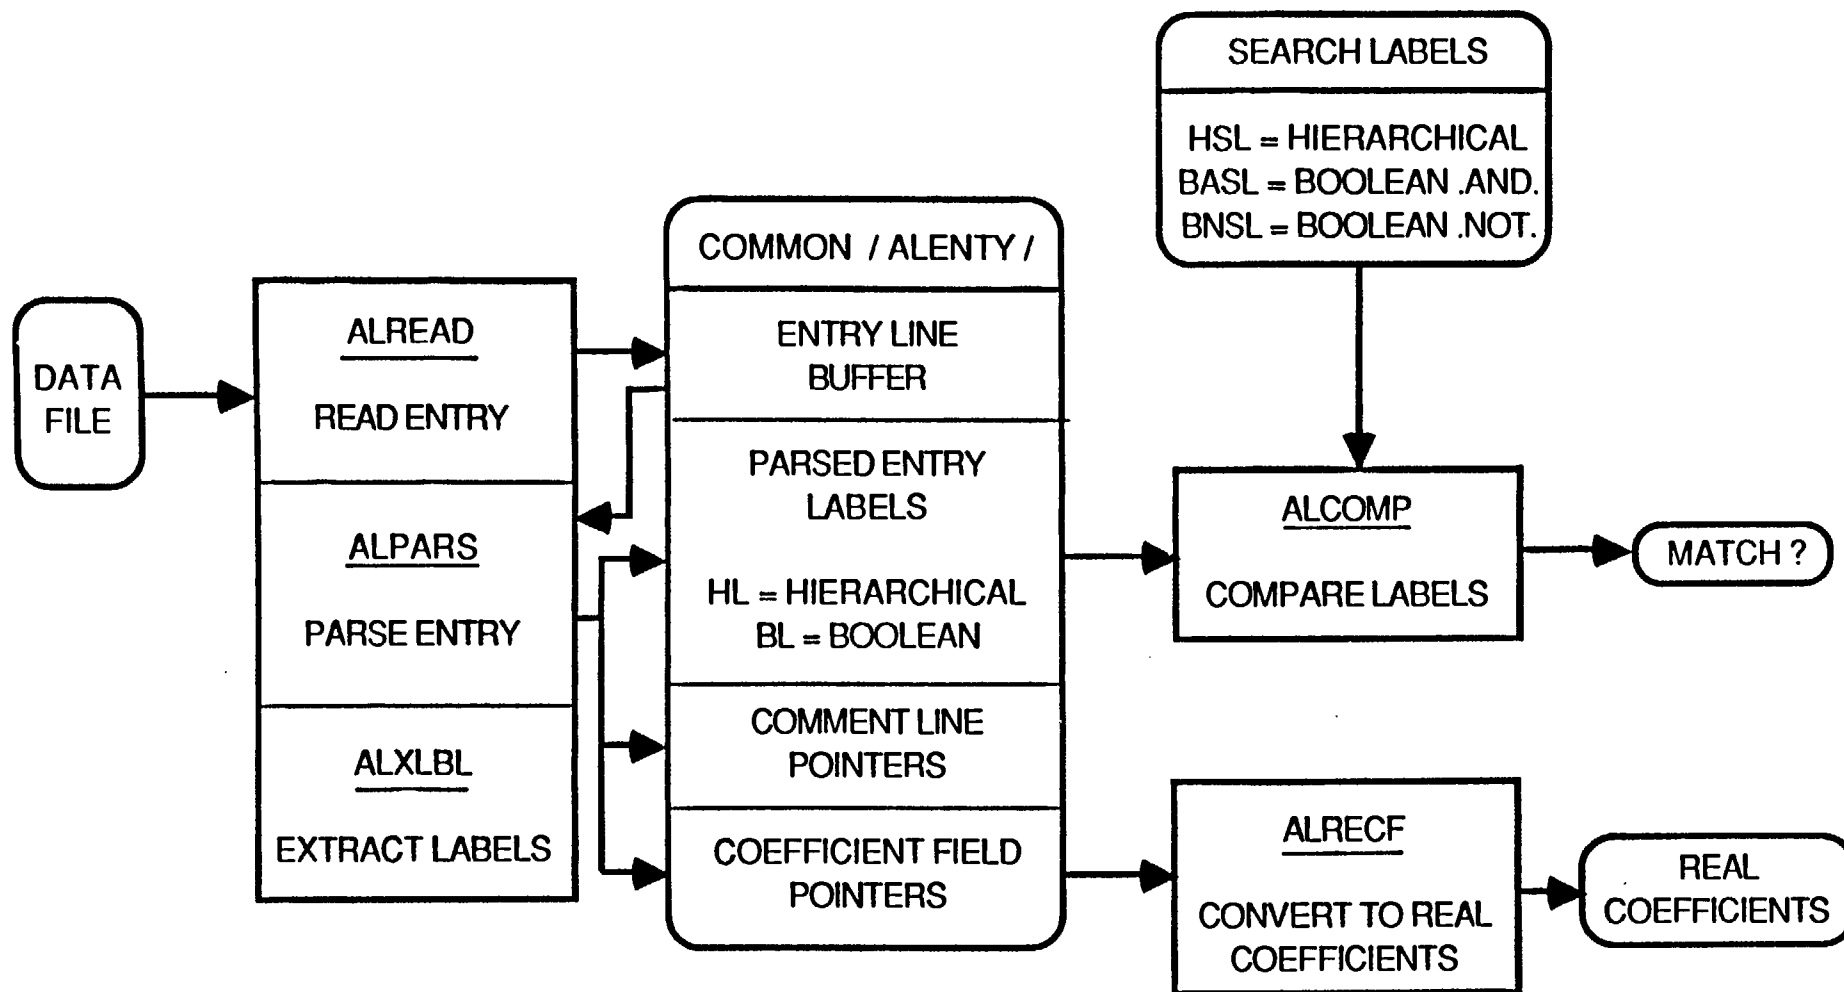 SEARCH LABELS
HSL = HIERARCHICAL
BASL = BOOLEAN .AND.
BNSL = BOOLEAN .NOT.
DATA
FILE
ALREAD
READ ENTRY
ALPARS
PARSE ENTRY
ALXLBL
EXTRACT LABELS
COMMON / ALENTY /
ENTRY LINE
BUFFER
PARSED ENTRY
LABELS
HL = HIERARCHICAL
BL = BOOLEAN
COMMENT LINE
POINTERS
COEFFICIENT FIELD
POINTERS
ALCOMP
COMPARE LABELS
MATCH ?
ALRECF
CONVERT TO REAL
COEFFICIENTS
REAL
COEFFICIENTS